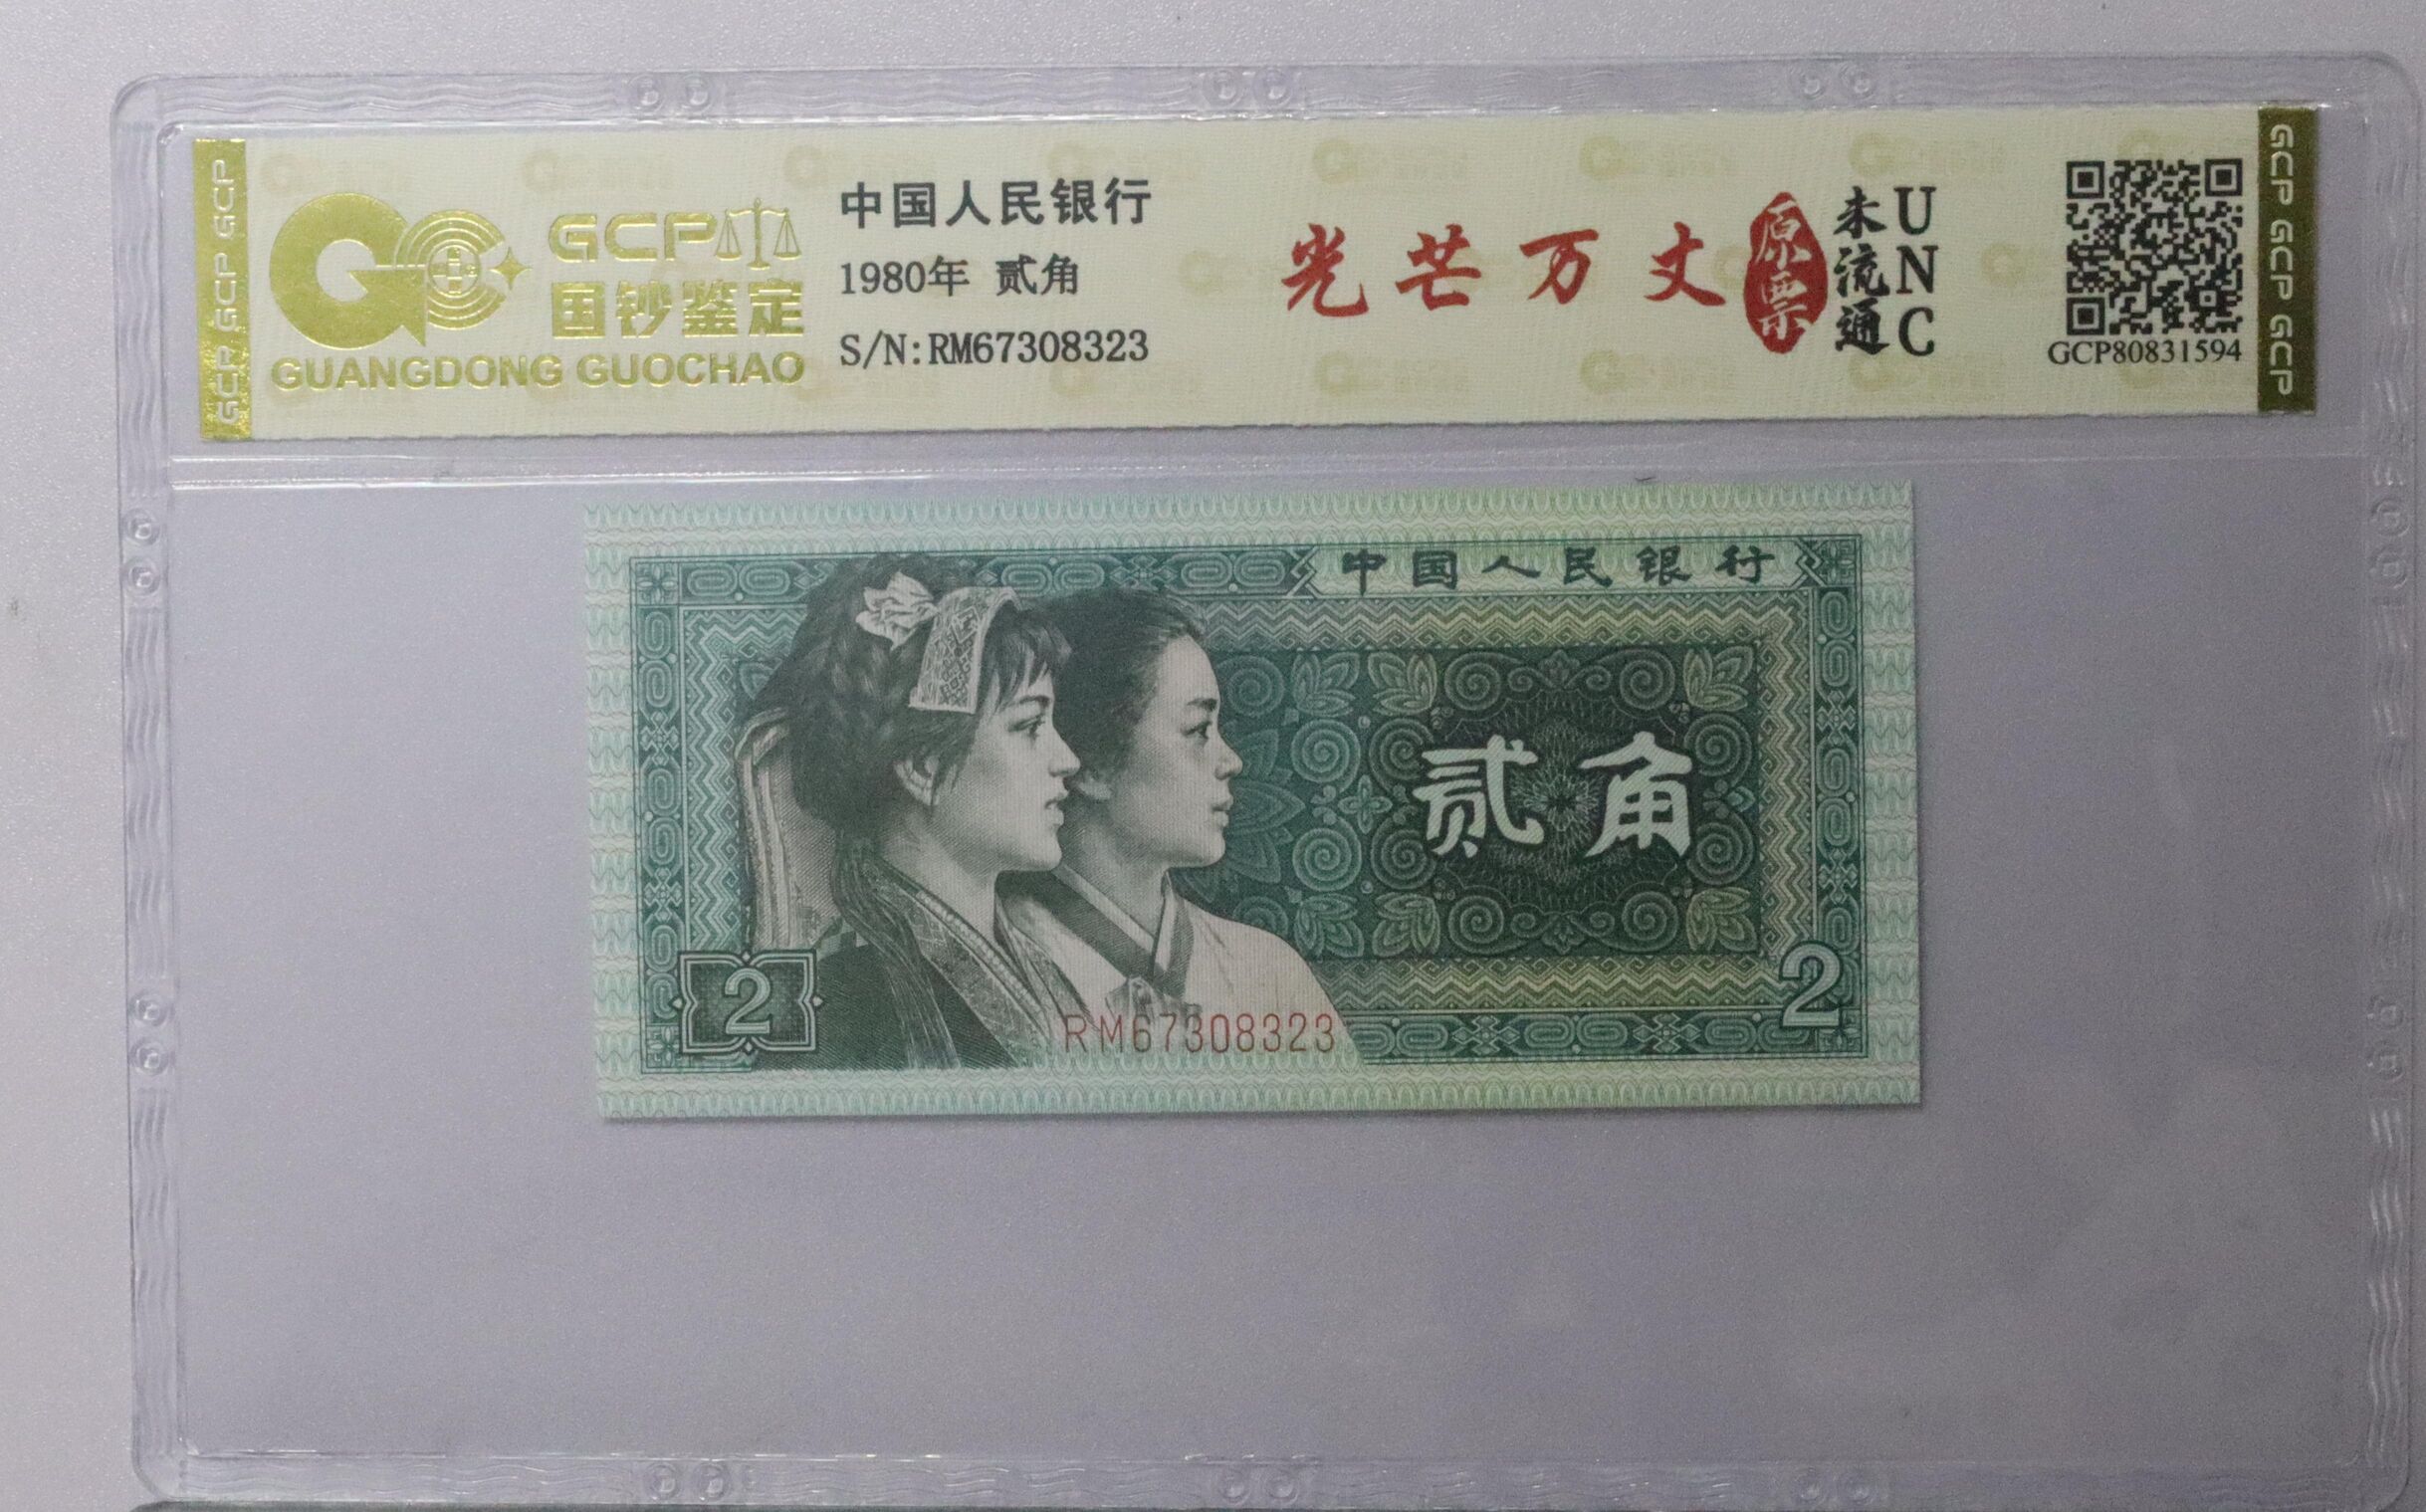 GCP GCP GCP
GCP
国钞鉴定
GUANGDONG GUOCHAO
中国人民银行
1980年 贰角
S/N:RM67308323
光芒万丈
原票
未流通
UNC
GCP80831594
GCP GCP GCP
中国人民银行
贰角
2
2
RM67308323